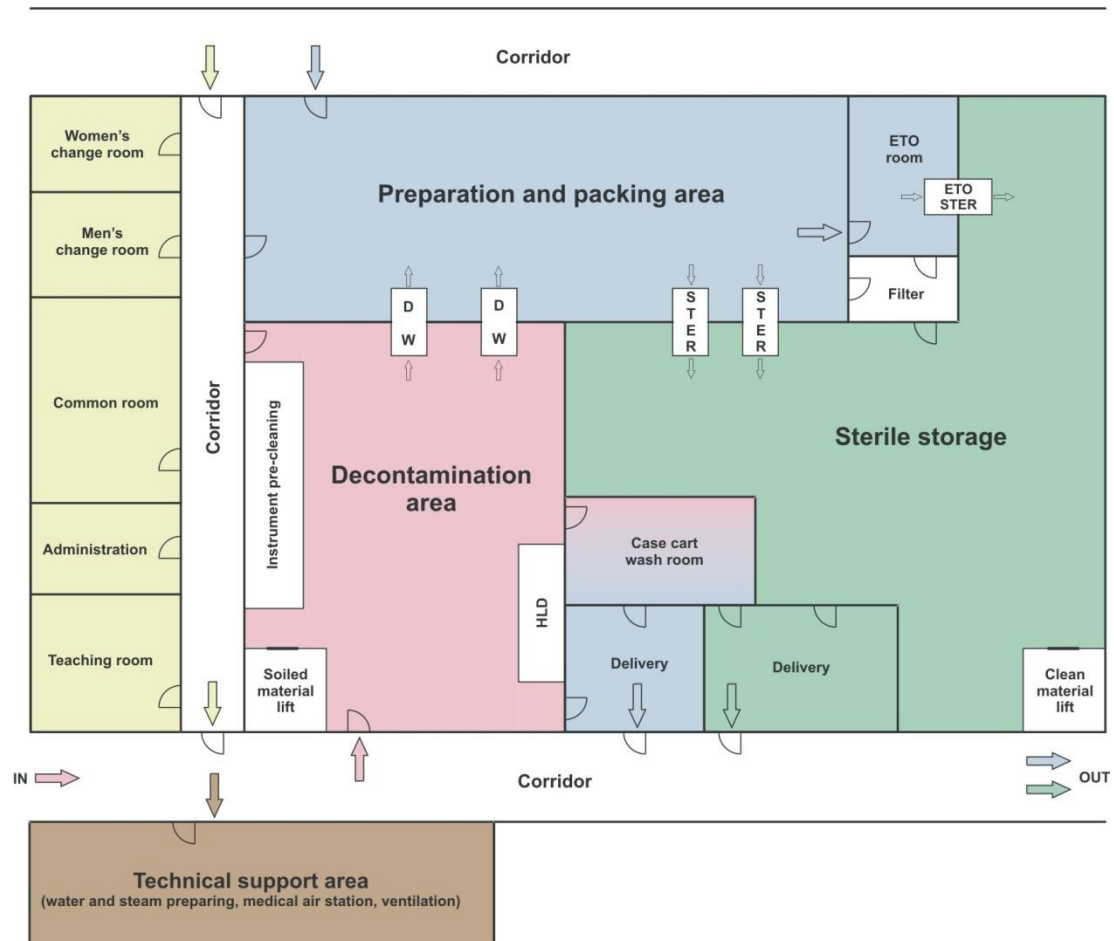 Corridor
Women's
change room
Men's
change room
Common room
Administration
Teaching room
Corridor
Preparation and packing area
ETO
room
ETO
STER
Filter
D
W
D
W
S
T
E
R
S
T
E
R
Instrument pre-cleaning
Decontamination
area
Sterile storage
Case cart
wash room
HLD
Soiled
material
lift
Delivery
Delivery
Clean
material
lift
IN
Corridor
OUT
Technical support area
(water and steam preparing, medical air station, ventilation)